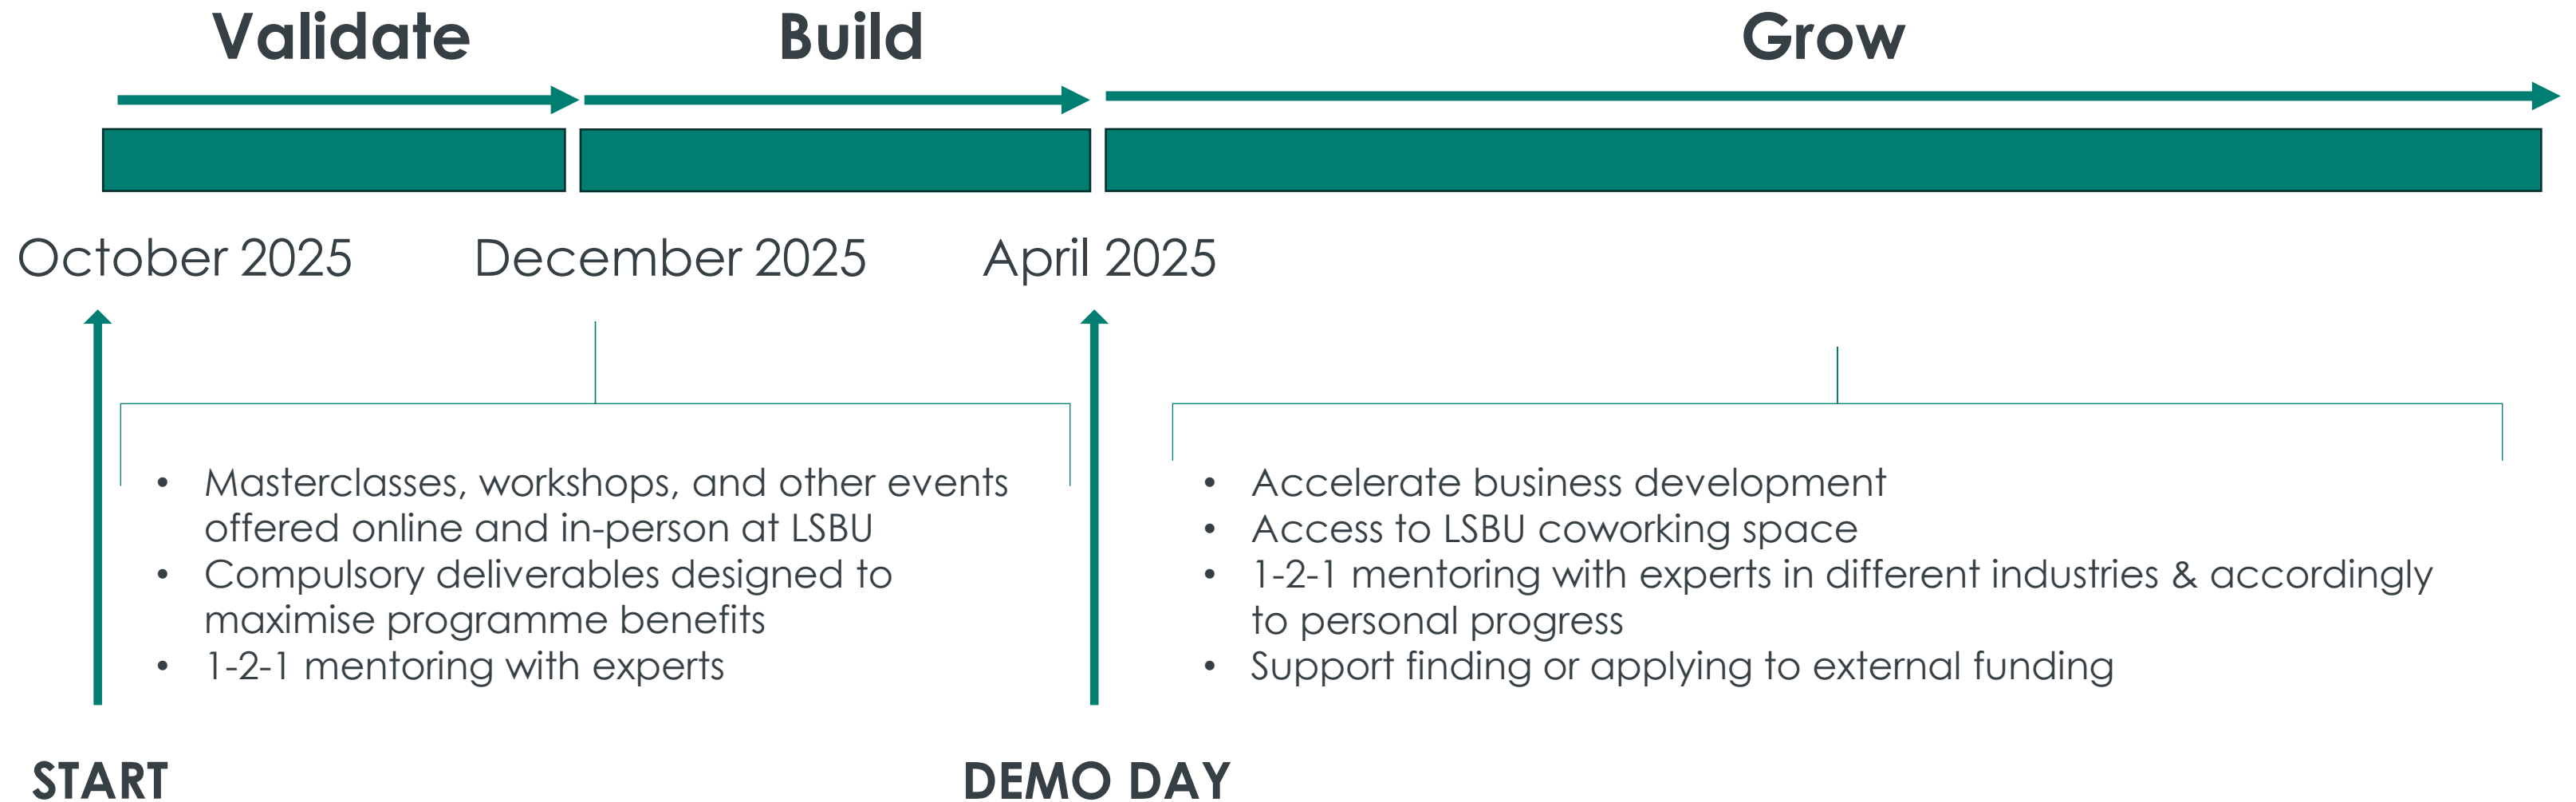 Validate
Build
Grow
October 2025
December 2025
April 2025
• Masterclasses, workshops, and other events
offered online and in-person at LSBU
• Compulsory deliverables designed to
maximise programme benefits
• 1-2-1 mentoring with experts
• Accelerate business development
• Access to LSBU coworking space
• 1-2-1 mentoring with experts in different industries & accordingly
to personal progress
• Support finding or applying to external funding
START
DEMO DAY